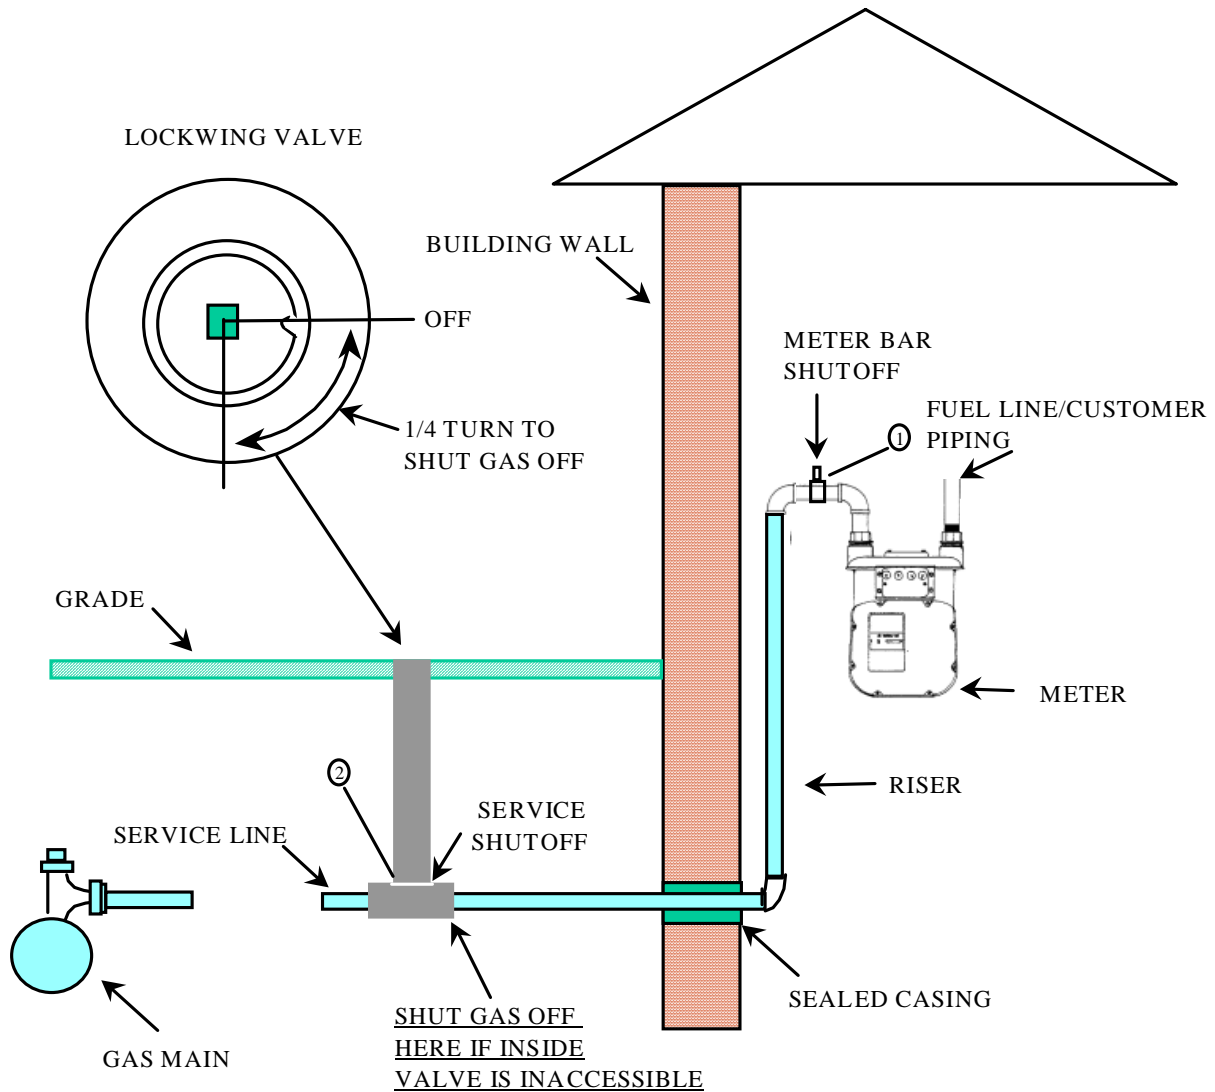 LOCKWING VALVE
BUILDING WALL
OFF
METER BAR
SHUTOFF
1/4 TURN TO
SHUT GAS OFF
1
FUEL LINE/CUSTOMER
PIPING
GRADE
METER
2
RISER
SERVICE
SHUTOFF
SERVICE LINE
SEALED CASING
SHUT GAS OFF
HERE IF INSIDE
VALVE IS INACCESSIBLE
GAS MAIN